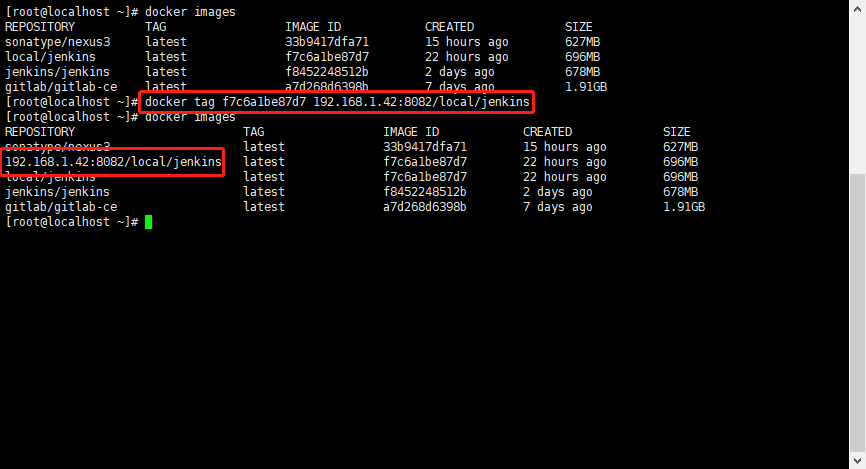 [root@localhost ~]# docker images
REPOSITORY TAG IMAGE ID CREATED SIZE
sonatype/nexus3 latest 33b9417dfa71 15 hours ago 627MB
local/jenkins latest f7c6a1be87d7 22 hours ago 696MB
jenkins/jenkins latest f8452248512b 2 days ago 678MB
gitlab/gitlab-ce latest a7d268d6398b 7 days ago 1.91GB
[root@localhost ~]# docker tag f7c6a1be87d7 192.168.1.42:8082/local/jenkins
[root@localhost ~]# docker images
REPOSITORY TAG IMAGE ID CREATED SIZE
sonatype/nexus3 latest 33b9417dfa71 15 hours ago 627MB
192.168.1.42:8082/local/jenkins latest f7c6a1be87d7 22 hours ago 696MB
local/jenkins latest f7c6a1be87d7 22 hours ago 696MB
jenkins/jenkins latest f8452248512b 2 days ago 678MB
gitlab/gitlab-ce latest a7d268d6398b 7 days ago 1.91GB
[root@localhost ~]#